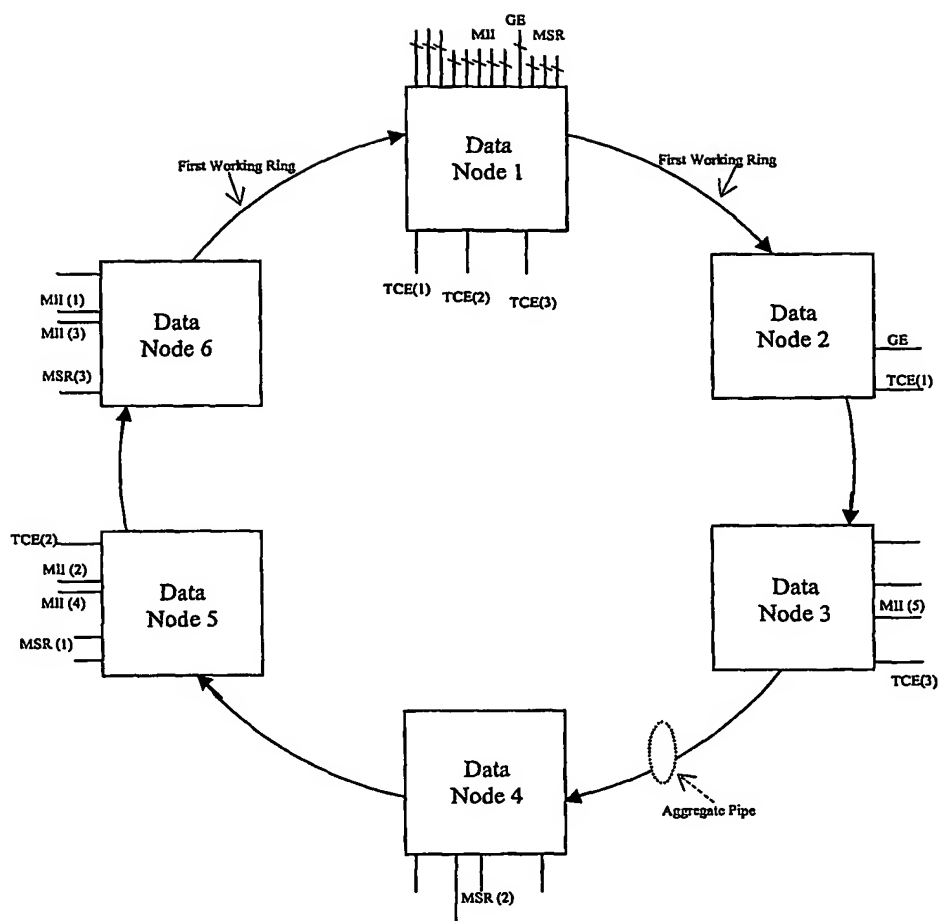 GE
MII
MSR
Data
Node 1
First Working Ring
First Working Ring
TCE(1)
TCE(2)
TCE(3)
MII (1)
MII (3)
MSR(3)
Data
Node 6
Data
Node 2
GE
TCE(1)
TCE(2)
MII (2)
MII (4)
MSR (1)
Data
Node 5
Data
Node 3
MII (5)
TCE(3)
Data
Node 4
MSR (2)
Aggregate Pipe